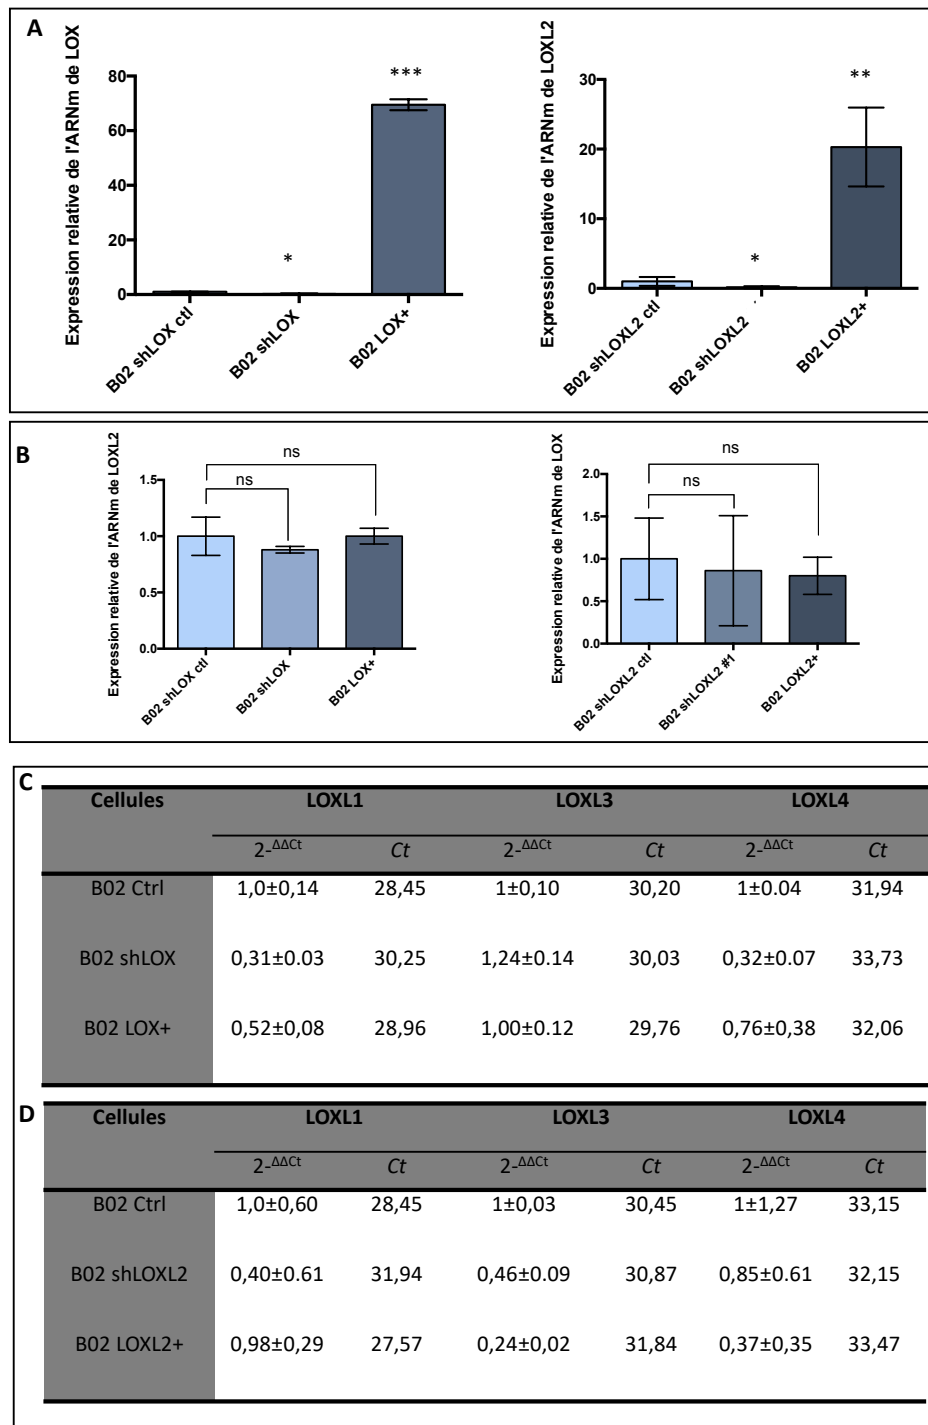 A
Expression relative de l'ARNm de LOX
80
60
40
20
0
***
*
B02 shLOX ctl
B02 shLOX
B02 LOX+
Expression relative de l'ARNm de LOXL2
30
20
10
0
**
*
B02 shLOXL2 ctl
B02 shLOXL2
B02 LOXL2+
B
Expression relative de l'ARNm de LOXL2
1.5
1.0
0.5
0.0
ns
ns
B02 shLOX ctl
B02 shLOX
B02 LOX+
Expression relative de l'ARNm de LOX
2.0
1.5
1.0
0.5
0.0
ns
ns
B02 shLOXL2 ctl
B02 shLOXL2 #1
B02 LOXL2+
C
Cellules LOXL1 LOXL3 LOXL4
2-ΔΔCt Ct 2-ΔΔCt Ct 2-ΔΔCt Ct
B02 Ctrl 1,0±0,14 28,45 1±0,10 30,20 1±0.04 31,94
B02 shLOX 0,31±0.03 30,25 1,24±0.14 30,03 0,32±0.07 33,73
B02 LOX+ 0,52±0,08 28,96 1,00±0.12 29,76 0,76±0,38 32,06
D
Cellules LOXL1 LOXL3 LOXL4
2-ΔΔCt Ct 2-ΔΔCt Ct 2-ΔΔCt Ct
B02 Ctrl 1,0±0,60 28,45 1±0,03 30,45 1±1,27 33,15
B02 shLOXL2 0,40±0.61 31,94 0,46±0.09 30,87 0,85±0.61 32,15
B02 LOXL2+ 0,98±0,29 27,57 0,24±0,02 31,84 0,37±0,35 33,47